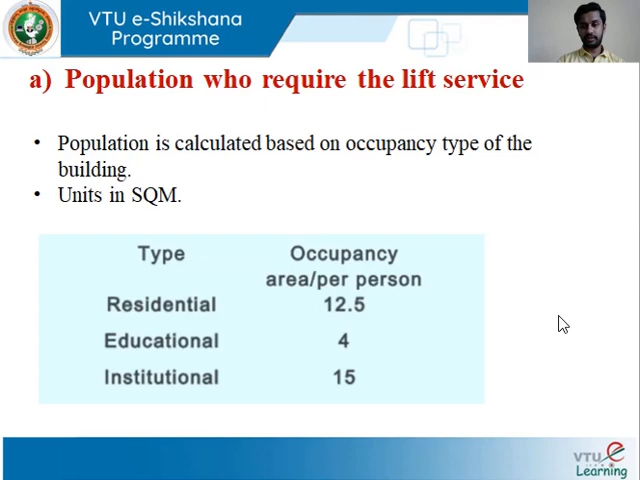 VTU e-Shikshana
Programme
a) Population who require the lift service
• Population is calculated based on occupancy type of the
building.
• Units in SQM.
Type Occupancy
area/per person
Residential 12.5
Educational 4
Institutional 15
VTU e
Learning